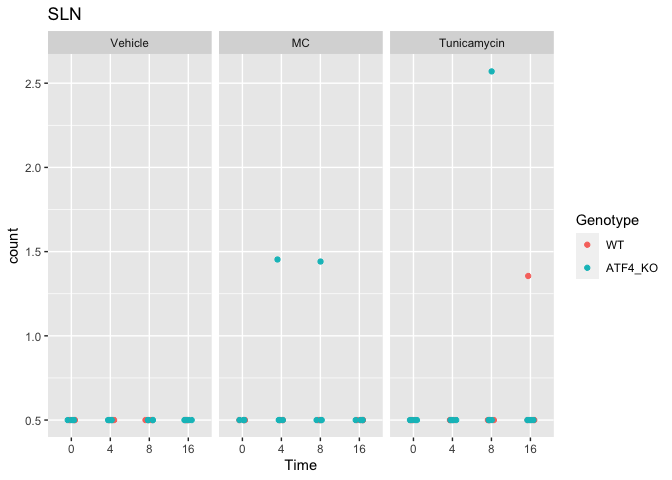 SLN
Vehicle MC Tunicamycin
2.5
2.0
1.5
1.0
0.5
count
0 4 8 16 0 4 8 16 0 4 8 16
Time
Genotype
WT
ATF4_KO